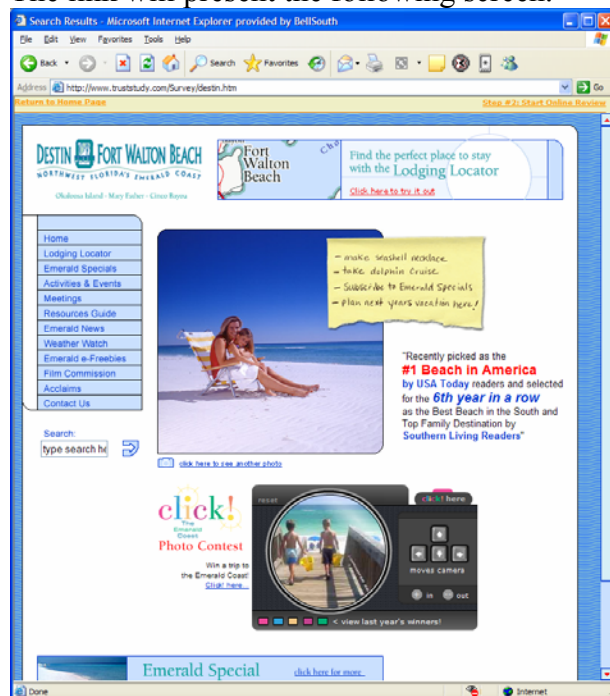 The link will present the following screen:
Search Results - Microsoft Internet Explorer provided by BellSouth
File Edit View Favorites Tools Help
Back Search Favorites
Address http://www.truststudy.com/Survey/destin.htm Go
Return to Home Page Step #2: Start Online Review
DESTIN FORT WALTON BEACH
NORTHWEST FLORIDA'S EMERALD COAST
Okaloosa Island - Mary Esther - Cinco Bayou
Fort
Walton
Beach
Cho
Find the perfect place to stay
with the Lodging Locator
Click here to try it out
Home
Lodging Locator
Emerald Specials
Activities & Events
Meetings
Resources Guide
Emerald News
Weather Watch
Emerald e-Freebies
Film Commission
Acclaims
Contact Us
Search:
type search he
- make seashell necklace
- take dolphin cruise
- Subscribe to Emerald Specials
- plan next years vacation here!
"Recently picked as the
#1 Beach in America
by USA Today readers and selected
for the 6th year in a row
as the Best Beach in the South and
Top Family Destination by
Southern Living Readers"
click here to see another photo
click!
The
Emerald
Coast
Photo Contest
Win a trip to
the Emerald Coast!
Click! here...
reset
click! here
moves camera
in out
< view last year's winners!
Emerald Special click here for more
Done Internet